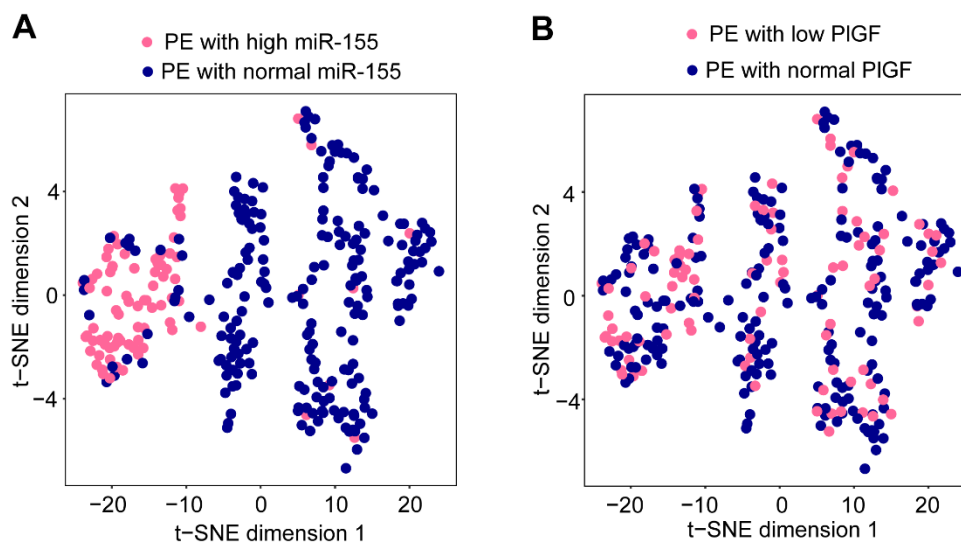 A
PE with high miR-155
PE with normal miR-155
t−SNE dimension 2
4
0
−4
−20
−10
0
10
20
t−SNE dimension 1
B
PE with low PlGF
PE with normal PlGF
t−SNE dimension 2
4
0
−4
−20
−10
0
10
20
t−SNE dimension 1